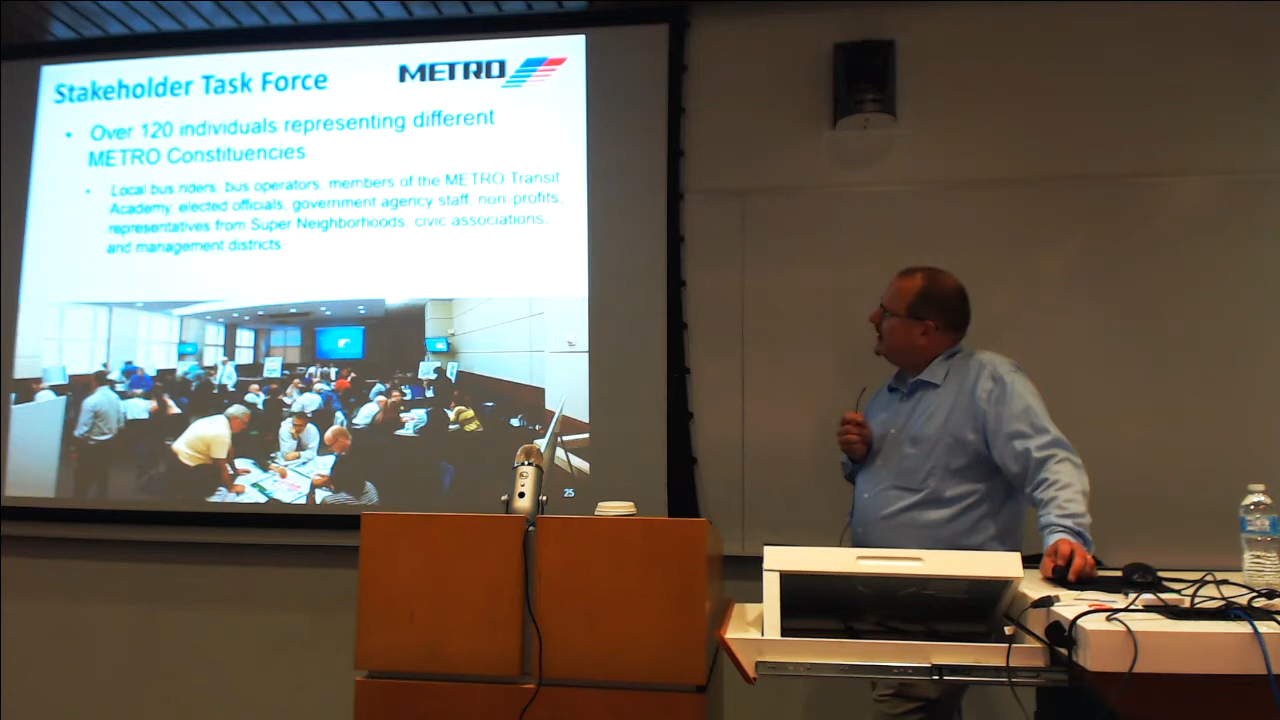 Stakeholder Task Force
METRO
• Over 120 individuals representing different
METRO Constituencies
• Local bus riders, bus operators, members of the METRO Transit
Academy, elected officials, government agency staff, non profits,
representatives from Super Neighborhoods, civic associations,
and management districts
25